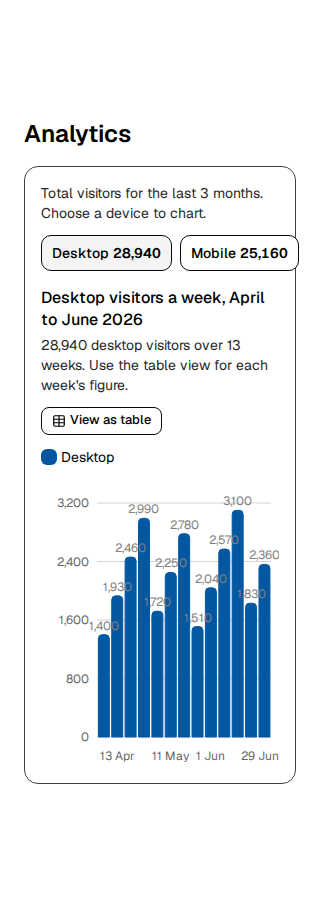 Analytics
Total visitors for the last 3 months.
Choose a device to chart.
Desktop 28,940
Mobile 25,160
Desktop visitors a week, April
to June 2026
28,940 desktop visitors over 13
weeks. Use the table view for each
week's figure.
View as table
Desktop
3,200
2,400
1,600
800
0
1,400
1,930
2,460
2,990
1,720
2,250
2,780
1,510
2,040
2,570
3,100
1,830
2,360
13 Apr
11 May
1 Jun
29 Jun